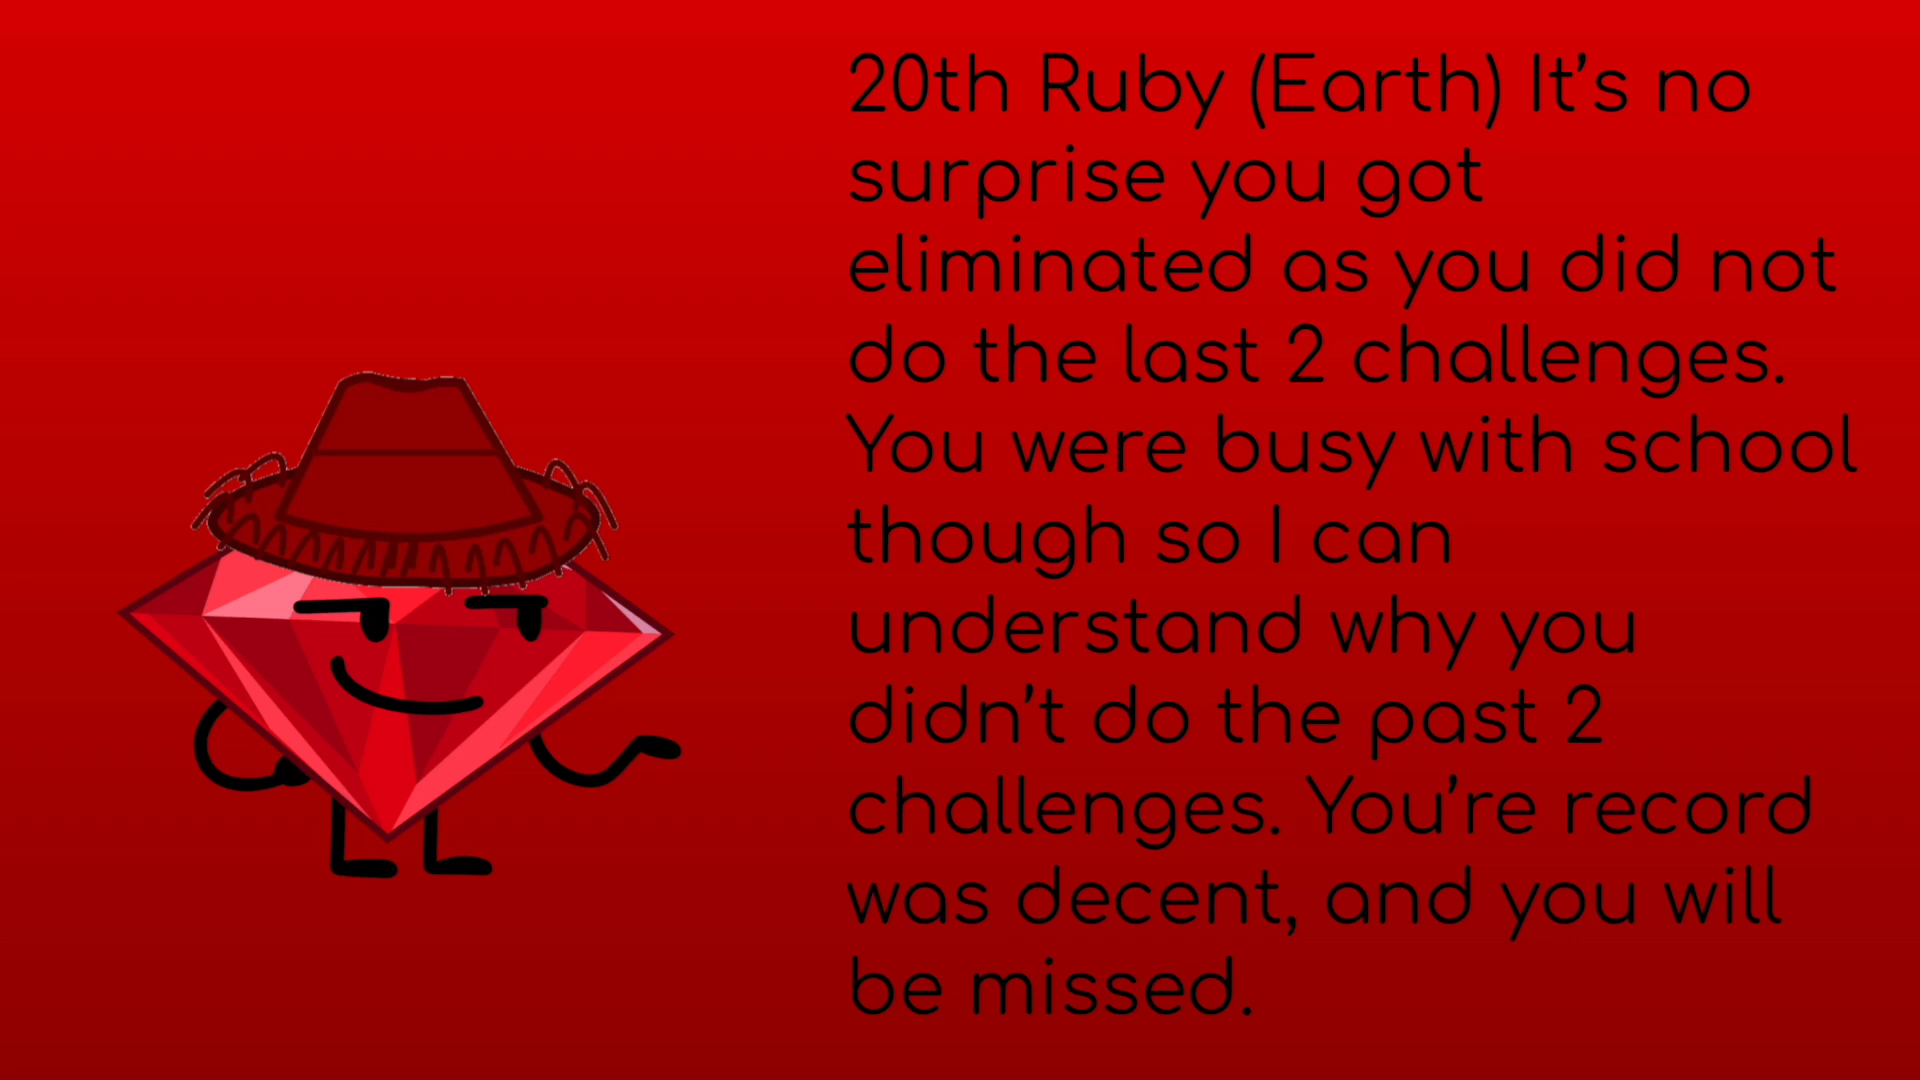 20th Ruby (Earth) It’s no
surprise you got
eliminated as you did not
do the last 2 challenges.
You were busy with school
though so I can
understand why you
didn’t do the past 2
challenges. You’re record
was decent, and you will
be missed.